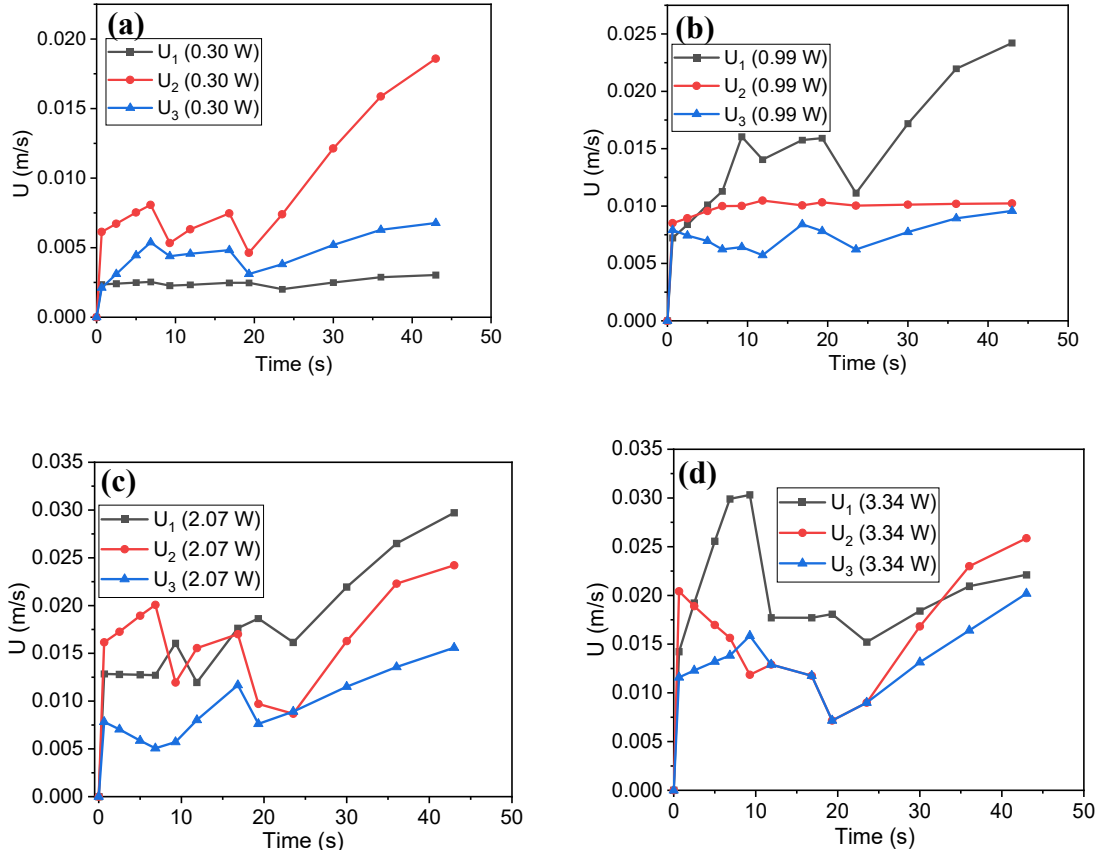 (a)
U₁ (0.30 W)
U₂ (0.30 W)
U₃ (0.30 W)
0.020
0.015
0.010
0.005
0.000
U (m/s)
0 10 20 30 40 50
Time (s)
(b)
U₁ (0.99 W)
U₂ (0.99 W)
U₃ (0.99 W)
0.025
0.020
0.015
0.010
0.005
0.000
U (m/s)
0 10 20 30 40 50
Time (s)
(c)
U₁ (2.07 W)
U₂ (2.07 W)
U₃ (2.07 W)
0.035
0.030
0.025
0.020
0.015
0.010
0.005
0.000
U (m/s)
0 10 20 30 40 50
Time (s)
(d)
U₁ (3.34 W)
U₂ (3.34 W)
U₃ (3.34 W)
0.035
0.030
0.025
0.020
0.015
0.010
0.005
0.000
U (m/s)
0 10 20 30 40 50
Time (s)